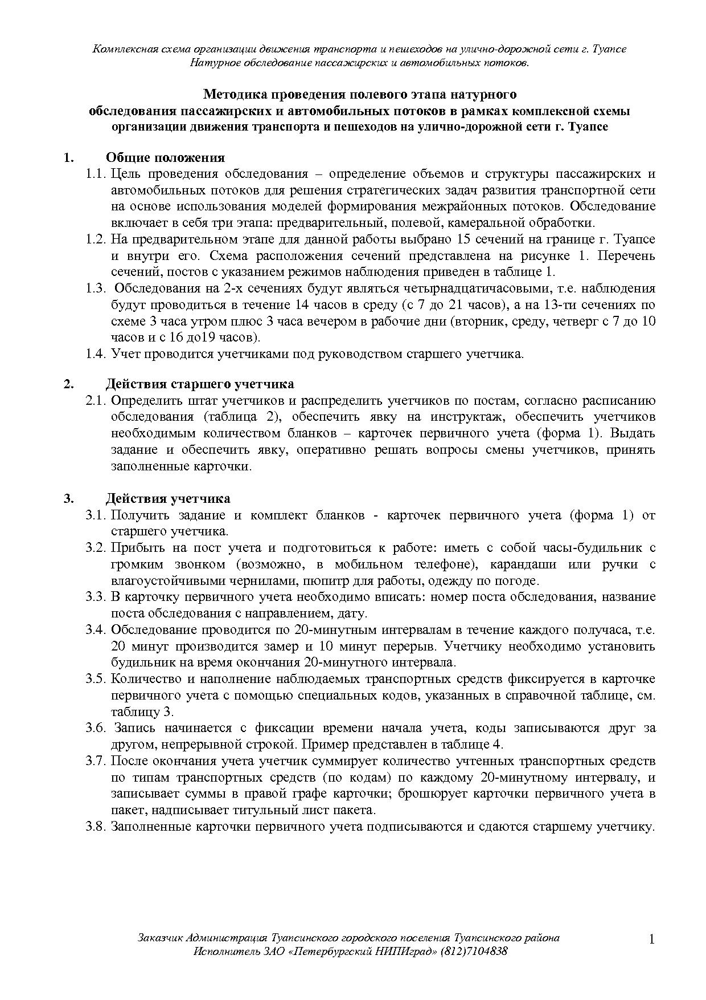 Комплексная схема организации движения транспорта и пешеходов на улично-дорожной сети г. Туапсе
Натурное обследование пассажирских и автомобильных потоков.
Методика проведения полевого этапа натурного
обследования пассажирских и автомобильных потоков в рамках комплексной схемы
организации движения транспорта и пешеходов на улично-дорожной сети г. Туапсе
1. Общие положения
1.1. Цель проведения обследования – определение объемов и структуры пассажирских и
автомобильных потоков для решения стратегических задач развития транспортной сети
на основе использования моделей формирования межрайонных потоков. Обследование
включает в себя три этапа: предварительный, полевой, камеральной обработки.
1.2. На предварительном этапе для данной работы выбрано 15 сечений на границе г. Туапсе
и внутри его. Схема расположения сечений представлена на рисунке 1. Перечень
сечений, постов с указанием режимов наблюдения приведен в таблице 1.
1.3. Обследования на 2-х сечениях будут являться четырнадцатичасовыми, т.е. наблюдения
будут проводиться в течение 14 часов в среду (с 7 до 21 часов), а на 13-ти сечениях по
схеме 3 часа утром плюс 3 часа вечером в рабочие дни (вторник, среду, четверг с 7 до 10
часов и с 16 до19 часов).
1.4. Учет проводится учетчиками под руководством старшего учетчика.
2. Действия старшего учетчика
2.1. Определить штат учетчиков и распределить учетчиков по постам, согласно расписанию
обследования (таблица 2), обеспечить явку на инструктаж, обеспечить учетчиков
необходимым количеством бланков – карточек первичного учета (форма 1). Выдать
задание и обеспечить явку, оперативно решать вопросы смены учетчиков, принять
заполненные карточки.
3. Действия учетчика
3.1. Получить задание и комплект бланков - карточек первичного учета (форма 1) от
старшего учетчика.
3.2. Прибыть на пост учета и подготовиться к работе: иметь с собой часы-будильник с
громким звонком (возможно, в мобильном телефоне), карандаши или ручки с
влагоустойчивыми чернилами, пюпитр для работы, одежду по погоде.
3.3. В карточку первичного учета необходимо вписать: номер поста обследования, название
поста обследования с направлением, дату.
3.4. Обследование проводится по 20-минутным интервалам в течение каждого получаса, т.е.
20 минут производится замер и 10 минут перерыв. Учетчику необходимо установить
будильник на время окончания 20-минутного интервала.
3.5. Количество и наполнение наблюдаемых транспортных средств фиксируется в карточке
первичного учета с помощью специальных кодов, указанных в справочной таблице, см.
таблицу 3.
3.6. Запись начинается с фиксации времени начала учета, коды записываются друг за
другом, непрерывной строкой. Пример представлен в таблице 4.
3.7. После окончания учета учетчик суммирует количество учтенных транспортных средств
по типам транспортных средств (по кодам) по каждому 20-минутному интервалу, и
записывает суммы в правой графе карточки; брошюрует карточки первичного учета в
пакет, надписывает титульный лист пакета.
3.8. Заполненные карточки первичного учета подписываются и сдаются старшему учетчику.
Заказчик Администрация Туапсинского городского поселения Туапсинского района 1
Исполнитель ЗАО «Петербургский НИПИград» (812)7104838